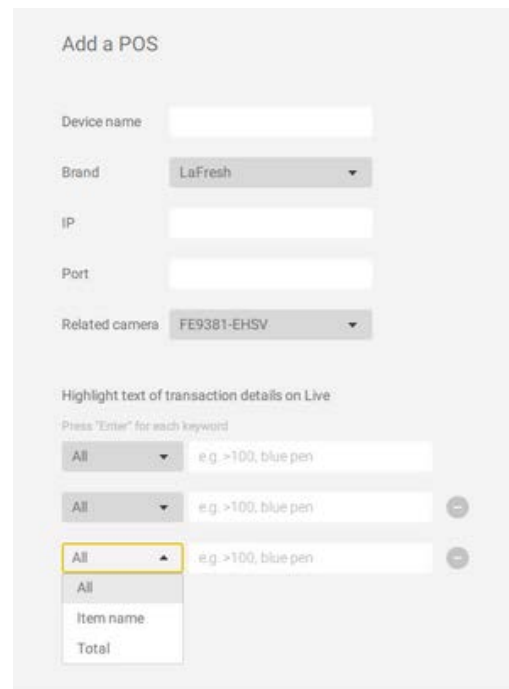 Add a POS
Device name
Brand LaFresh
IP
Port
Related camera FE9381-EHSV
Highlight text of transaction details on Live
Press "Enter" for each keyword
All e.g. >100, blue pen
All e.g. >100, blue pen
All e.g. >100, blue pen
All
Item name
Total